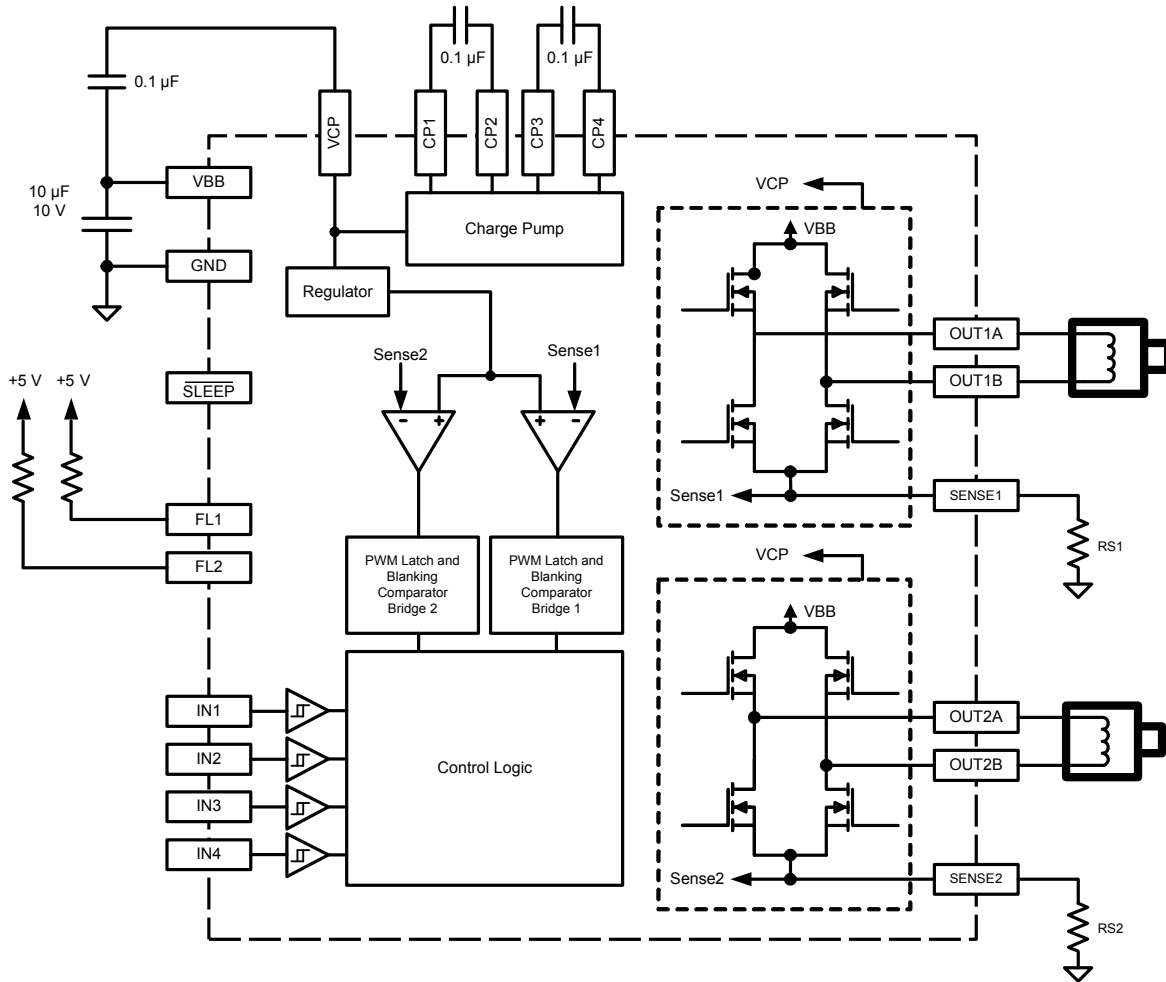 0.1 µF
0.1 µF
0.1 µF
VCP
CP1
CP2
CP3
CP4
VBB
10 µF
10 V
GND
Charge Pump
Regulator
VCP
VBB
Sense2
Sense1
+5 V
+5 V
SLEEP
OUT1A
OUT1B
Sense1
SENSE1
RS1
FL1
FL2
PWM Latch and
Blanking
Comparator
Bridge 2
PWM Latch and
Blanking
Comparator
Bridge 1
VCP
VBB
IN1
IN2
IN3
IN4
Control Logic
OUT2A
OUT2B
Sense2
SENSE2
RS2